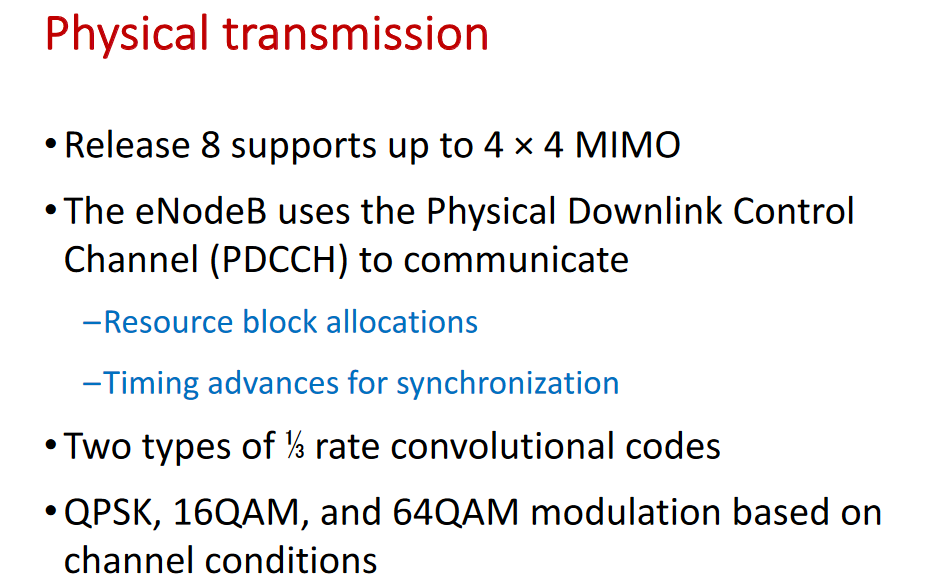 Physical transmission
•Release 8 supports up to 4 × 4 MIMO
•The eNodeB uses the Physical Downlink Control
Channel (PDCCH) to communicate
–Resource block allocations
–Timing advances for synchronization
•Two types of ⅓ rate convolutional codes
•QPSK, 16QAM, and 64QAM modulation based on
channel conditions